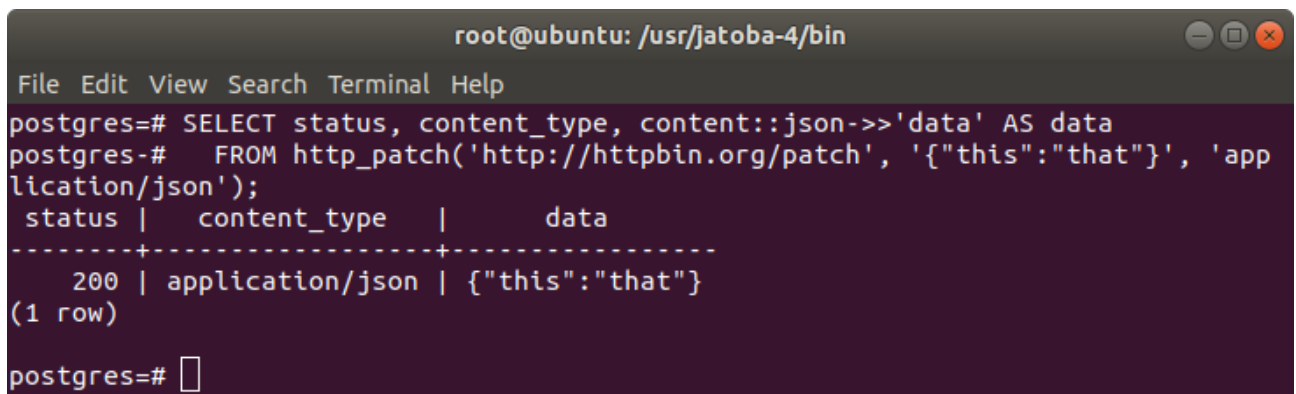 root@ubuntu: /usr/jatoba-4/bin
File Edit View Search Terminal Help
postgres=# SELECT status, content_type, content::json->>'data' AS data
postgres-#   FROM http_patch('http://httpbin.org/patch', '{"this":"that"}', 'app
lication/json');
 status |   content_type   |      data
--------+------------------+-----------------
    200 | application/json | {"this":"that"}
(1 row)
postgres=#